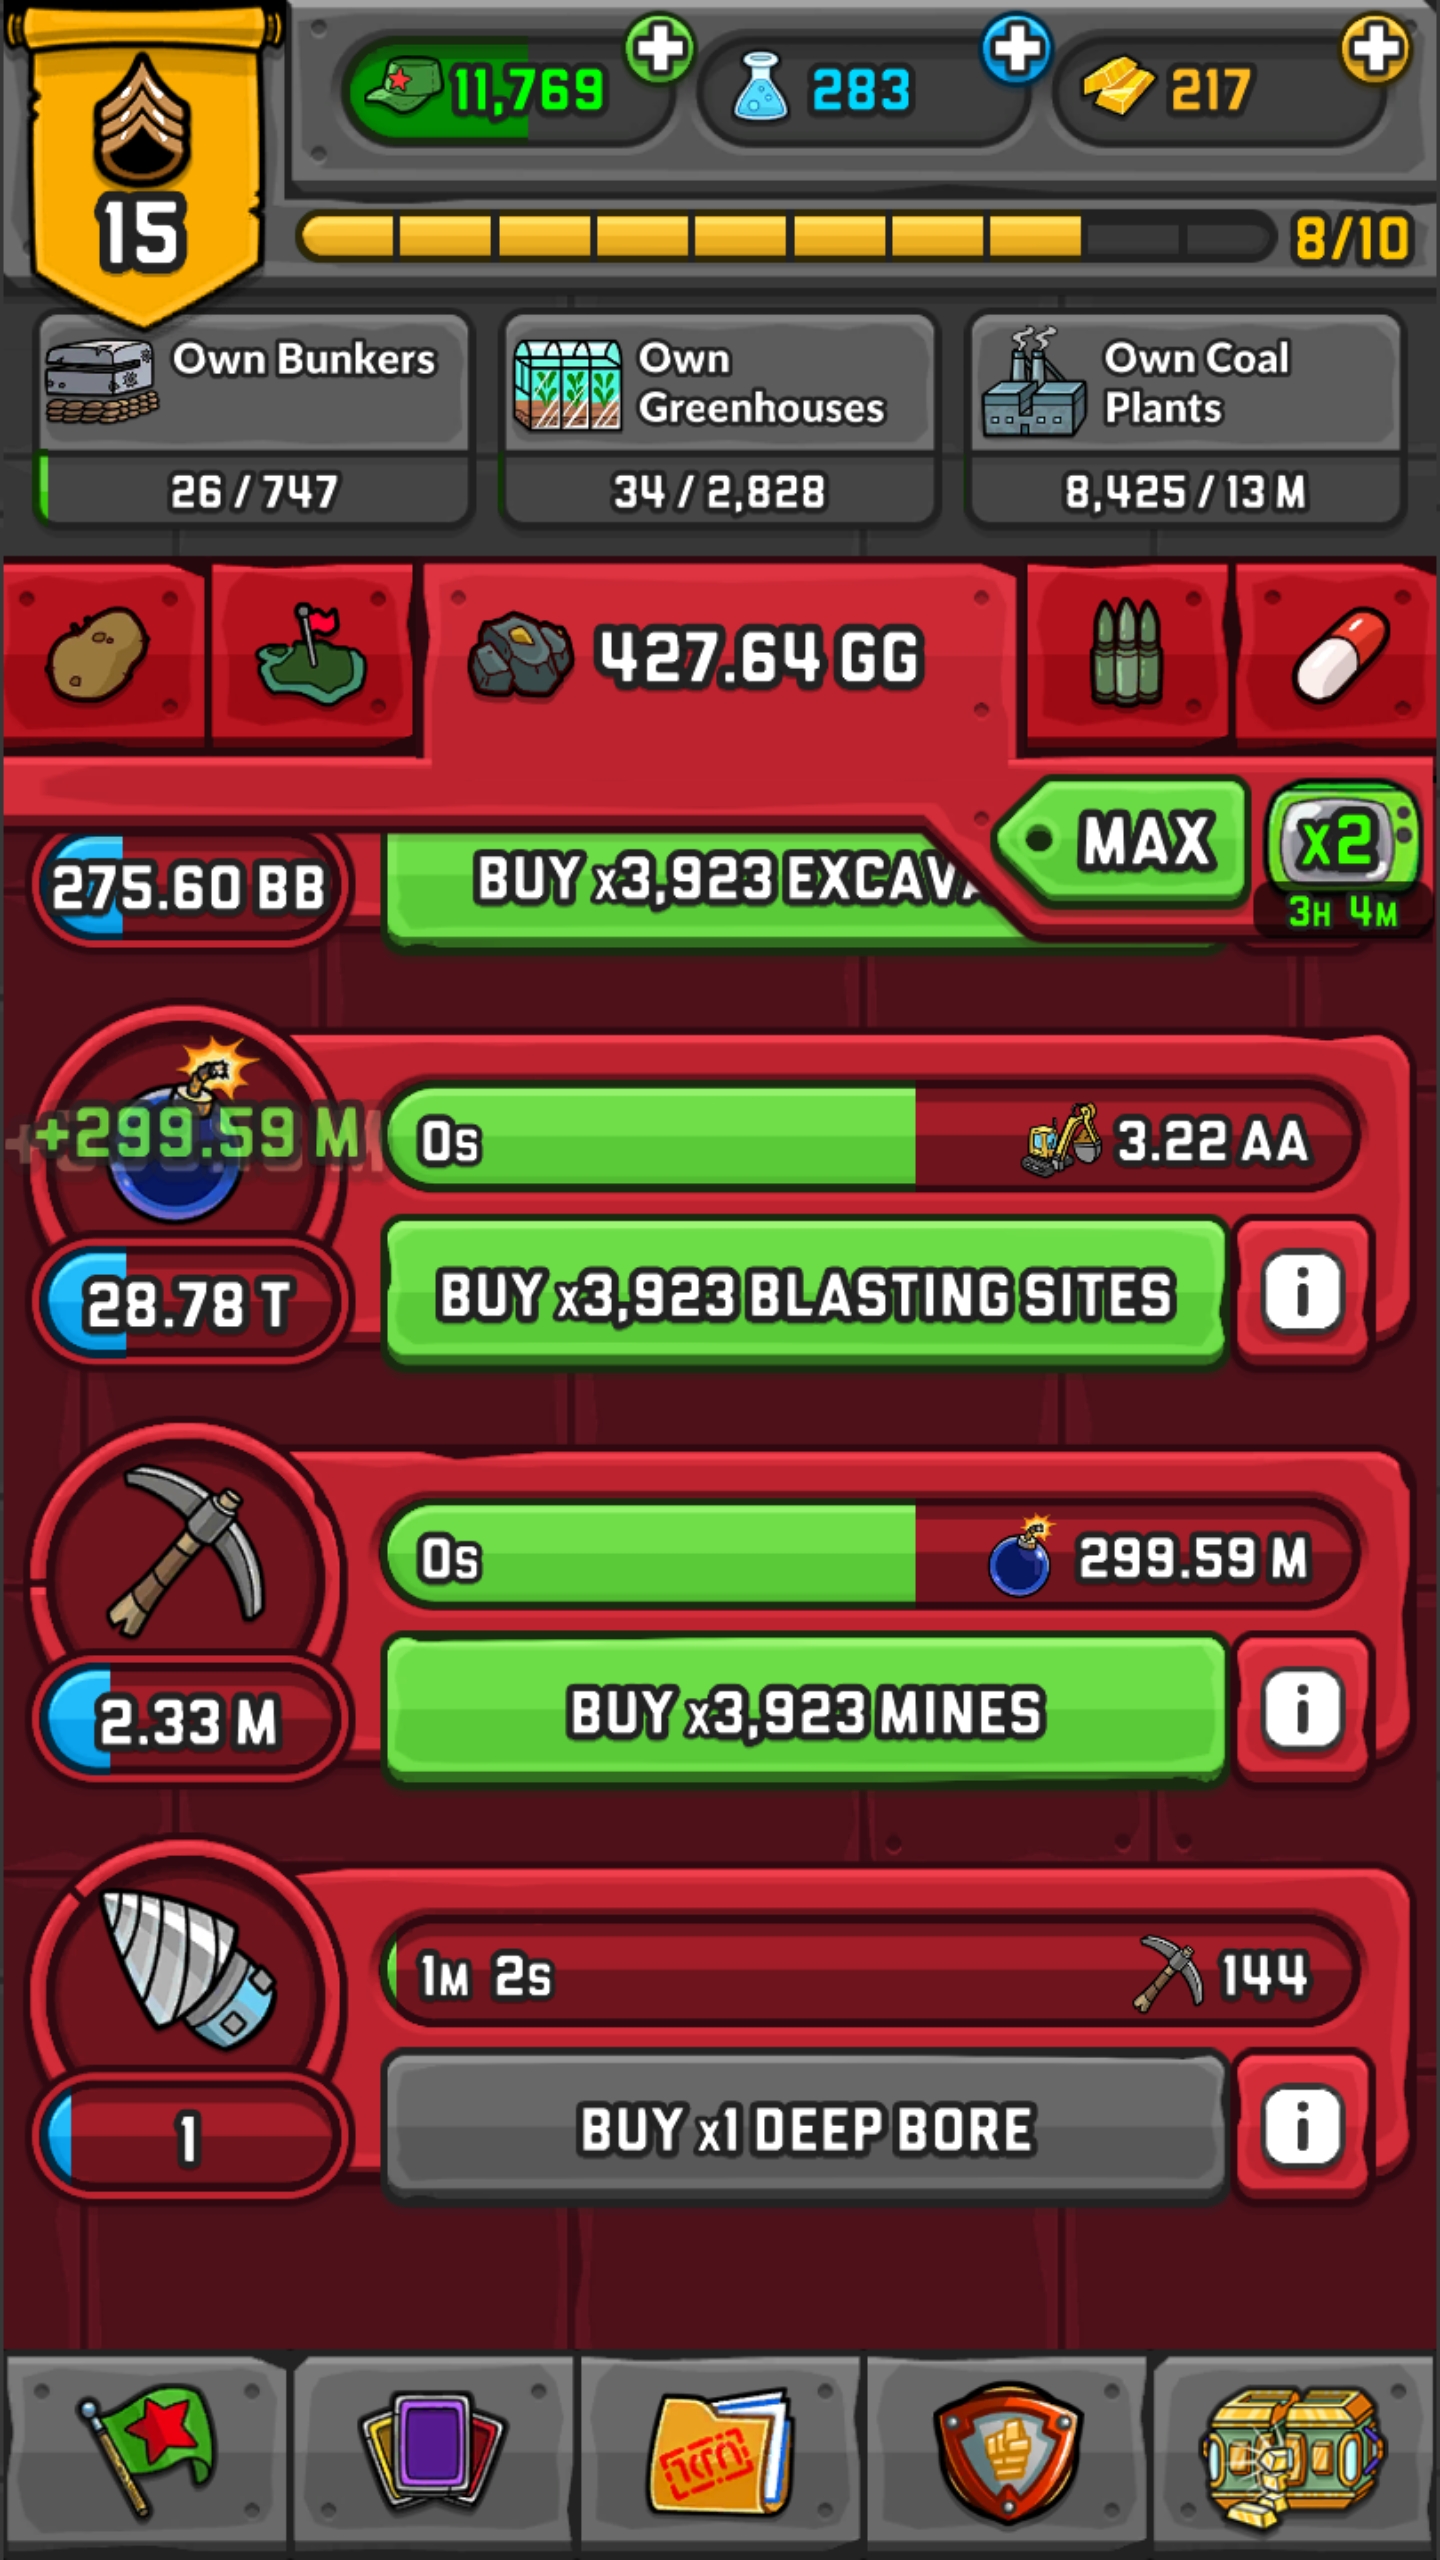 11,769
283
217
15
8/10
Own Bunkers
26 / 747
Own
Greenhouses
34 / 2,828
Own Coal
Plants
8,425 / 13 M
427.64 GG
MAX
x2
3H 4M
275.60 BB
BUY x3,923
+299.59 M
0s
3.22 AA
28.78 T
BUY x3,923 BLASTING SITES
i
0s
299.59 M
2.33 M
BUY x3,923 MINES
i
1M 2s
144
1
BUY x1 DEEP BORE
i